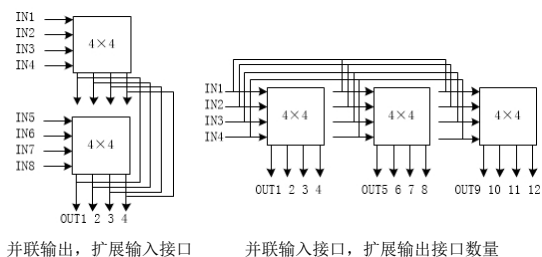 IN1
IN2
IN3
IN4
4×4
IN5
IN6
IN7
IN8
4×4
OUT1 2 3 4
并联输出，扩展输入接口
IN1
IN2
IN3
IN4
4×4 4×4 4×4
OUT1 2 3 4 OUT5 6 7 8 OUT9 10 11 12
并联输入接口，扩展输出接口数量